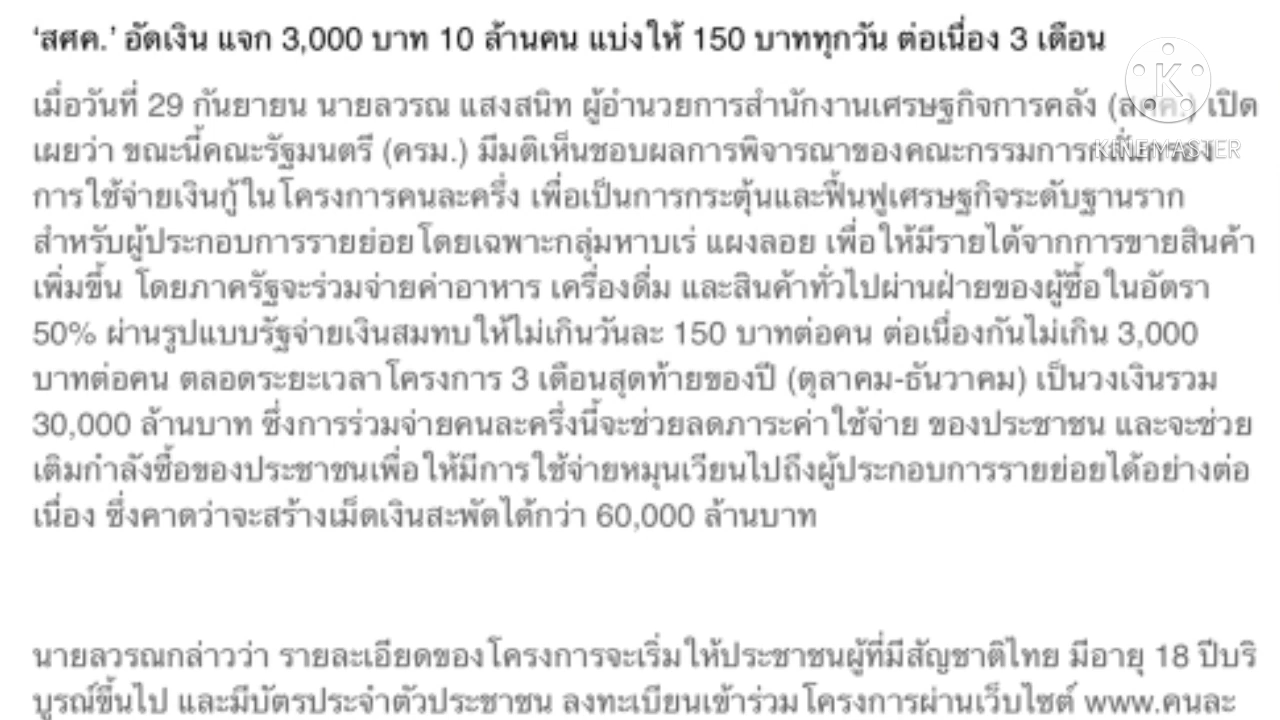 ‘สศค.’ อัดเงิน แจก 3,000 บาท 10 ล้านคน แบ่งให้ 150 บาททุกวัน ต่อเนื่อง 3 เดือน
เมื่อวันที่ 29 กันยายน นายลวรณ แสงสนิท ผู้อำนวยการสำนักงานเศรษฐกิจการคลัง (สศค.) เปิด
เผยว่า ขณะนี้คณะรัฐมนตรี (ครม.) มีมติเห็นชอบผลการพิจารณาของคณะกรรมการกลั่นกรอง
การใช้จ่ายเงินกู้ในโครงการคนละครึ่ง เพื่อเป็นการกระตุ้นและฟื้นฟูเศรษฐกิจระดับฐานราก
สำหรับผู้ประกอบการรายย่อยโดยเฉพาะกลุ่มหาบเร่ แผงลอย เพื่อให้มีรายได้จากการขายสินค้า
เพิ่มขึ้น โดยภาครัฐจะร่วมจ่ายค่าอาหาร เครื่องดื่ม และสินค้าทั่วไปผ่านฝ่ายของผู้ซื้อในอัตรา
50% ผ่านรูปแบบรัฐจ่ายเงินสมทบให้ไม่เกินวันละ 150 บาทต่อคน ต่อเนื่องกันไม่เกิน 3,000
บาทต่อคน ตลอดระยะเวลาโครงการ 3 เดือนสุดท้ายของปี (ตุลาคม-ธันวาคม) เป็นวงเงินรวม
30,000 ล้านบาท ซึ่งการร่วมจ่ายคนละครึ่งนี้จะช่วยลดภาระค่าใช้จ่าย ของประชาชน และจะช่วย
เติมกำลังซื้อของประชาชนเพื่อให้มีการใช้จ่ายหมุนเวียนไปถึงผู้ประกอบการรายย่อยได้อย่างต่อ
เนื่อง ซึ่งคาดว่าจะสร้างเม็ดเงินสะพัดได้กว่า 60,000 ล้านบาท
นายลวรณกล่าวว่า รายละเอียดของโครงการจะเริ่มให้ประชาชนผู้ที่มีสัญชาติไทย มีอายุ 18 ปีบริ
บูรณ์ขึ้นไป และมีบัตรประจำตัวประชาชน ลงทะเบียนเข้าร่วมโครงการผ่านเว็บไซต์ www.คนละ
K
KINEMASTER